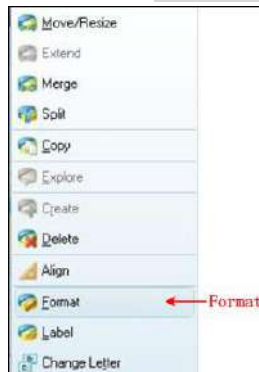 Move/Resize
Extend
Merge
Split
Copy
Explore
Create
Delete
Align
Format
Format
Label
Change Letter